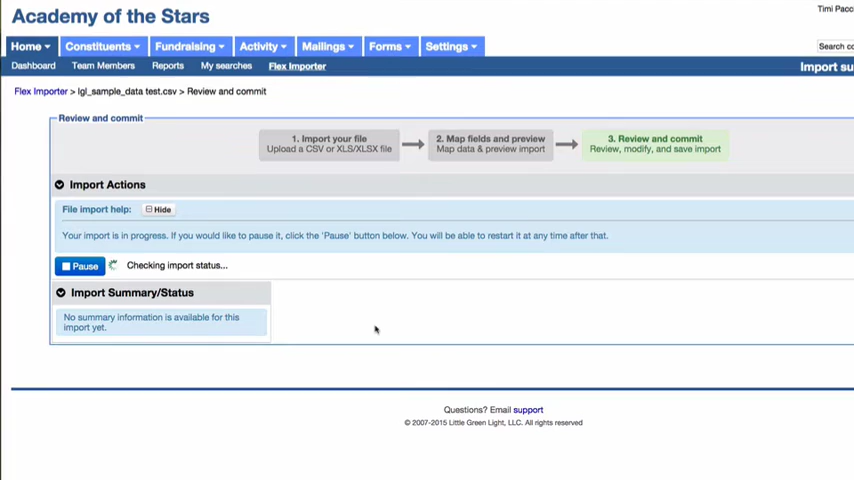 Academy of the Stars
Timi Pacc
Home Constituents Fundraising Activity Mailings Forms Settings
Search co
Dashboard Team Members Reports My searches Flex Importer
Import su
Flex Importer > lgl_sample_data test.csv > Review and commit
Review and commit
1. Import your file
Upload a CSV or XLS/XLSX file
2. Map fields and preview
Map data & preview import
3. Review and commit
Review, modify, and save import
Import Actions
File import help: Hide
Your import is in progress. If you would like to pause it, click the 'Pause' button below. You will be able to restart it at any time after that.
Pause Checking import status...
Import Summary/Status
No summary information is available for this
import yet.
Questions? Email support
© 2007-2015 Little Green Light, LLC. All rights reserved